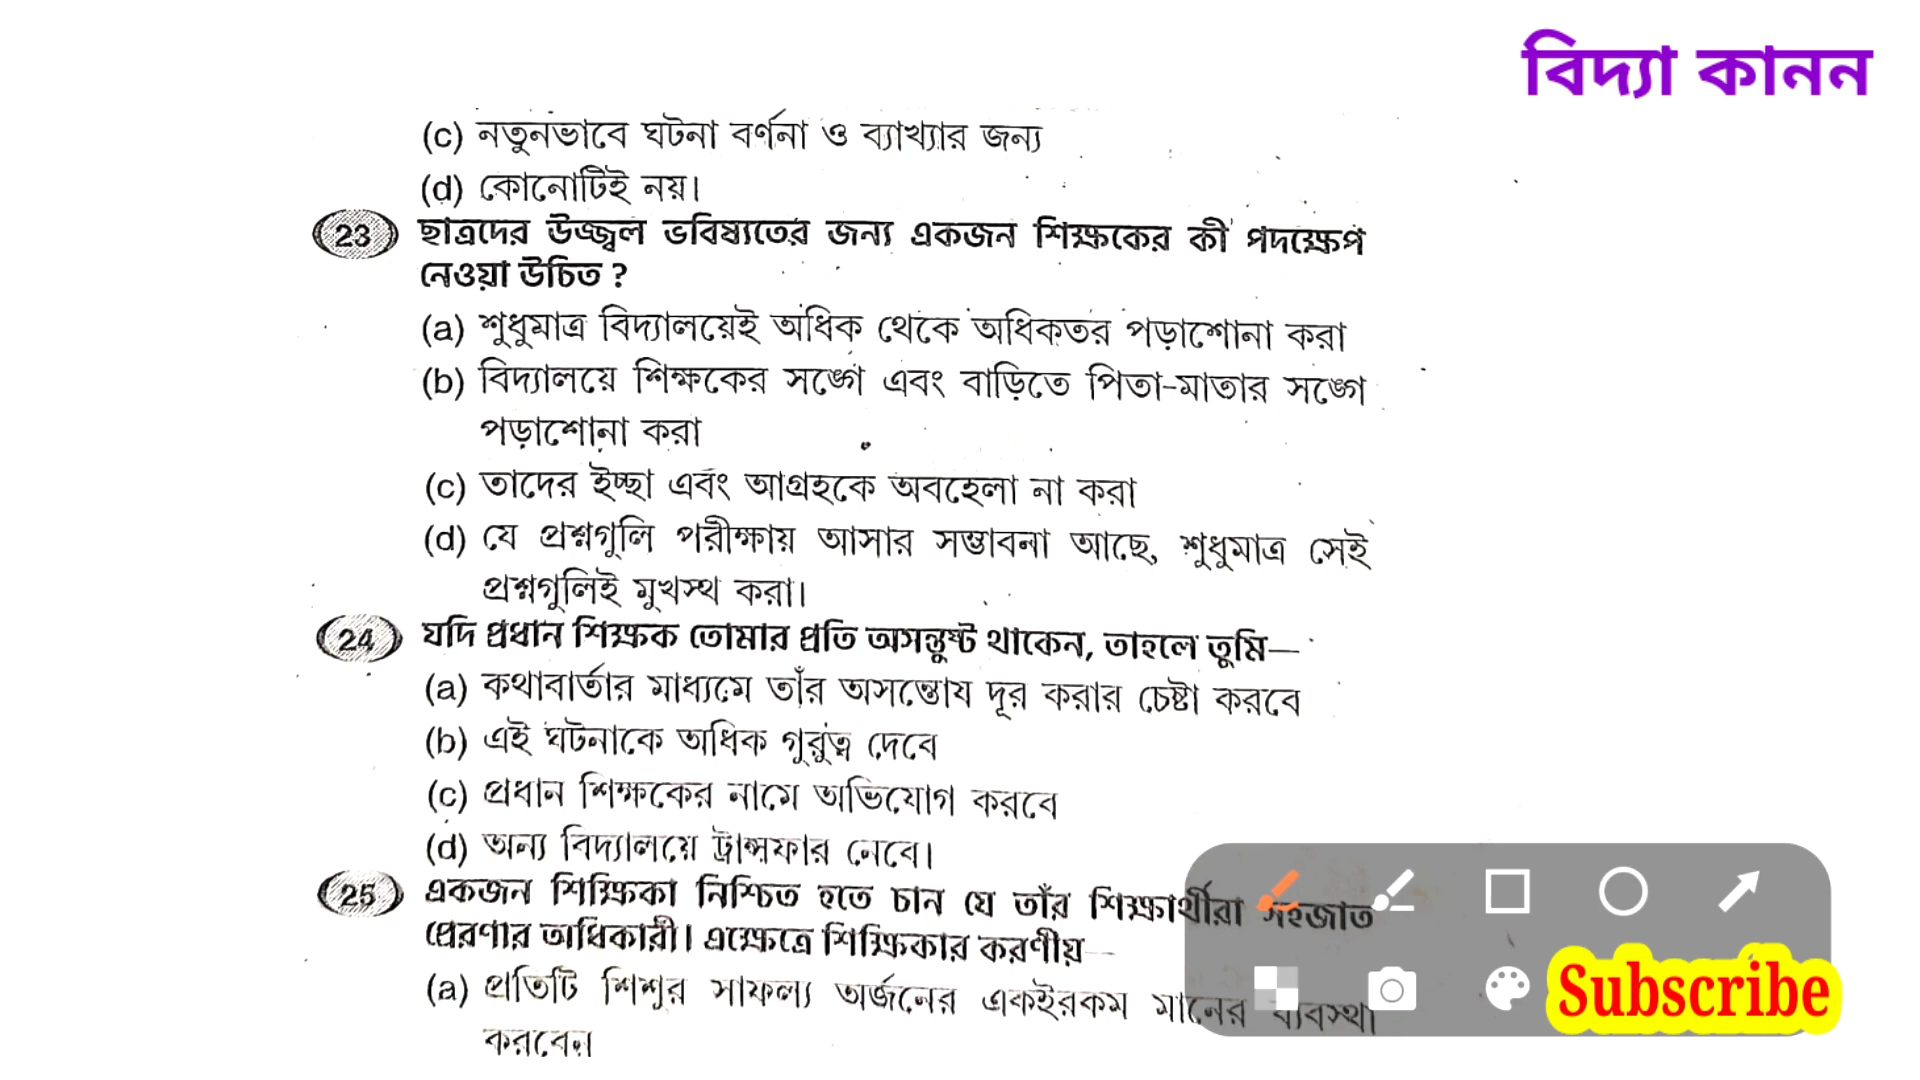 বিদ্যা কানন
(c) নতুনভাবে ঘটনা বর্ণনা ও ব্যাখ্যার জন্য
(d) কোনোটিই নয়।
23 ছাত্রদের উজ্জ্বল ভবিষ্যতের জন্য একজন শিক্ষকের কী পদক্ষেপ
নেওয়া উচিত ?
(a) শুধুমাত্র বিদ্যালয়েই অধিক থেকে অধিকতর পড়াশোনা করা
(b) বিদ্যালয়ে শিক্ষকের সঙ্গে এবং বাড়িতে পিতা-মাতার সঙ্গে
পড়াশোনা করা
(c) তাদের ইচ্ছা এবং আগ্রহকে অবহেলা না করা
(d) যে প্রশ্নগুলি পরীক্ষায় আসার সম্ভাবনা আছে, শুধুমাত্র সেই
প্রশ্নগুলিই মুখস্থ করা।
24 যদি প্রধান শিক্ষক তোমার প্রতি অসন্তুষ্ট থাকেন, তাহলে তুমি—
(a) কথাবার্তার মাধ্যমে তাঁর অসন্তোষ দূর করার চেষ্টা করবে
(b) এই ঘটনাকে অধিক গুরুত্ব দেবে
(c) প্রধান শিক্ষকের নামে অভিযোগ করবে
(d) অন্য বিদ্যালয়ে ট্রান্সফার নেবে।
25 একজন শিক্ষিকা নিশ্চিত হতে চান যে তাঁর শিক্ষার্থীরা সহজাত
প্রেরণার অধিকারী। এক্ষেত্রে শিক্ষিকার করণীয়—
(a) প্রতিটি শিশুর সাফল্য অর্জনের একইরকম মানের ব্যবস্থা
করবেন
Subscribe